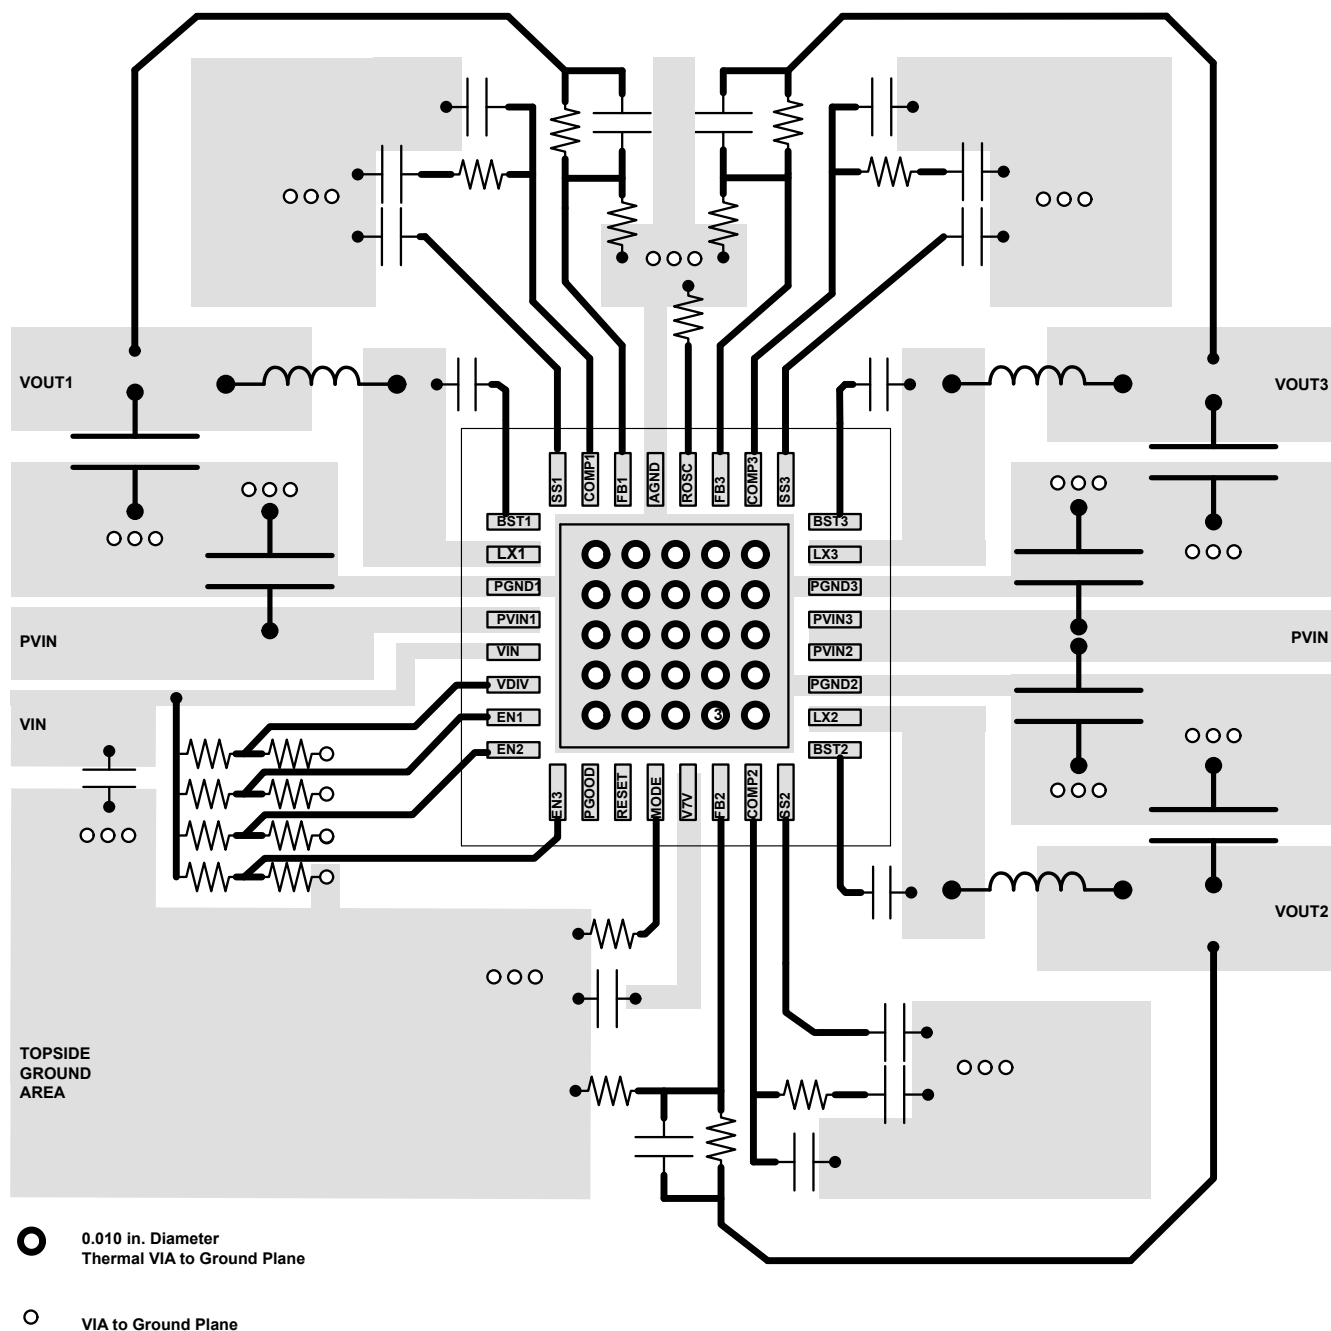 VOUT1
VOUT3
SS1
COMP1
FB1
AGND
ROSC
FB3
COMP3
SS3
BST1
BST3
LX1
LX3
PGND1
PGND3
PVIN1
PVIN3
PVIN
PVIN
VIN
PVIN2
VDIV
PGND2
VIN
EN1
3
LX2
EN2
BST2
EN3
PGOOD
RESET
MODE
V7V
FB2
COMP2
SS2
VOUT2
TOPSIDE
GROUND
AREA
0.010 in. Diameter
Thermal VIA to Ground Plane
VIA to Ground Plane